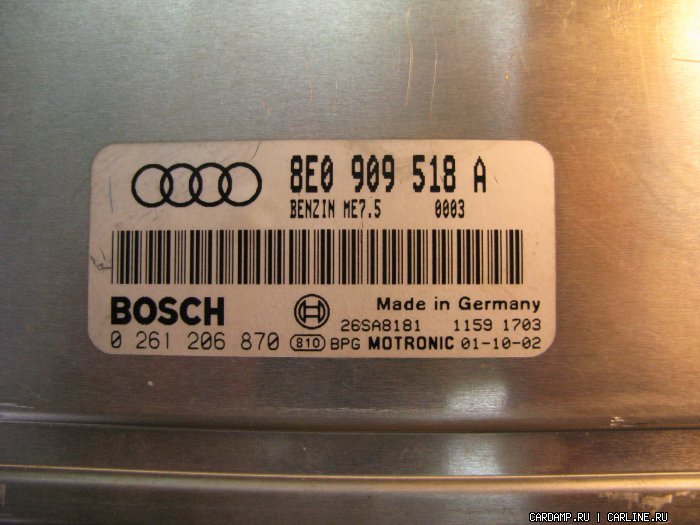 8E0 909 518 A
BENZIN ME7.5 0003
BOSCH Made in Germany
26SA8181 1159 1703
0 261 206 870 810 BPG MOTRONIC 01-10-02
CARDAMP.RU | CARLINE.RU